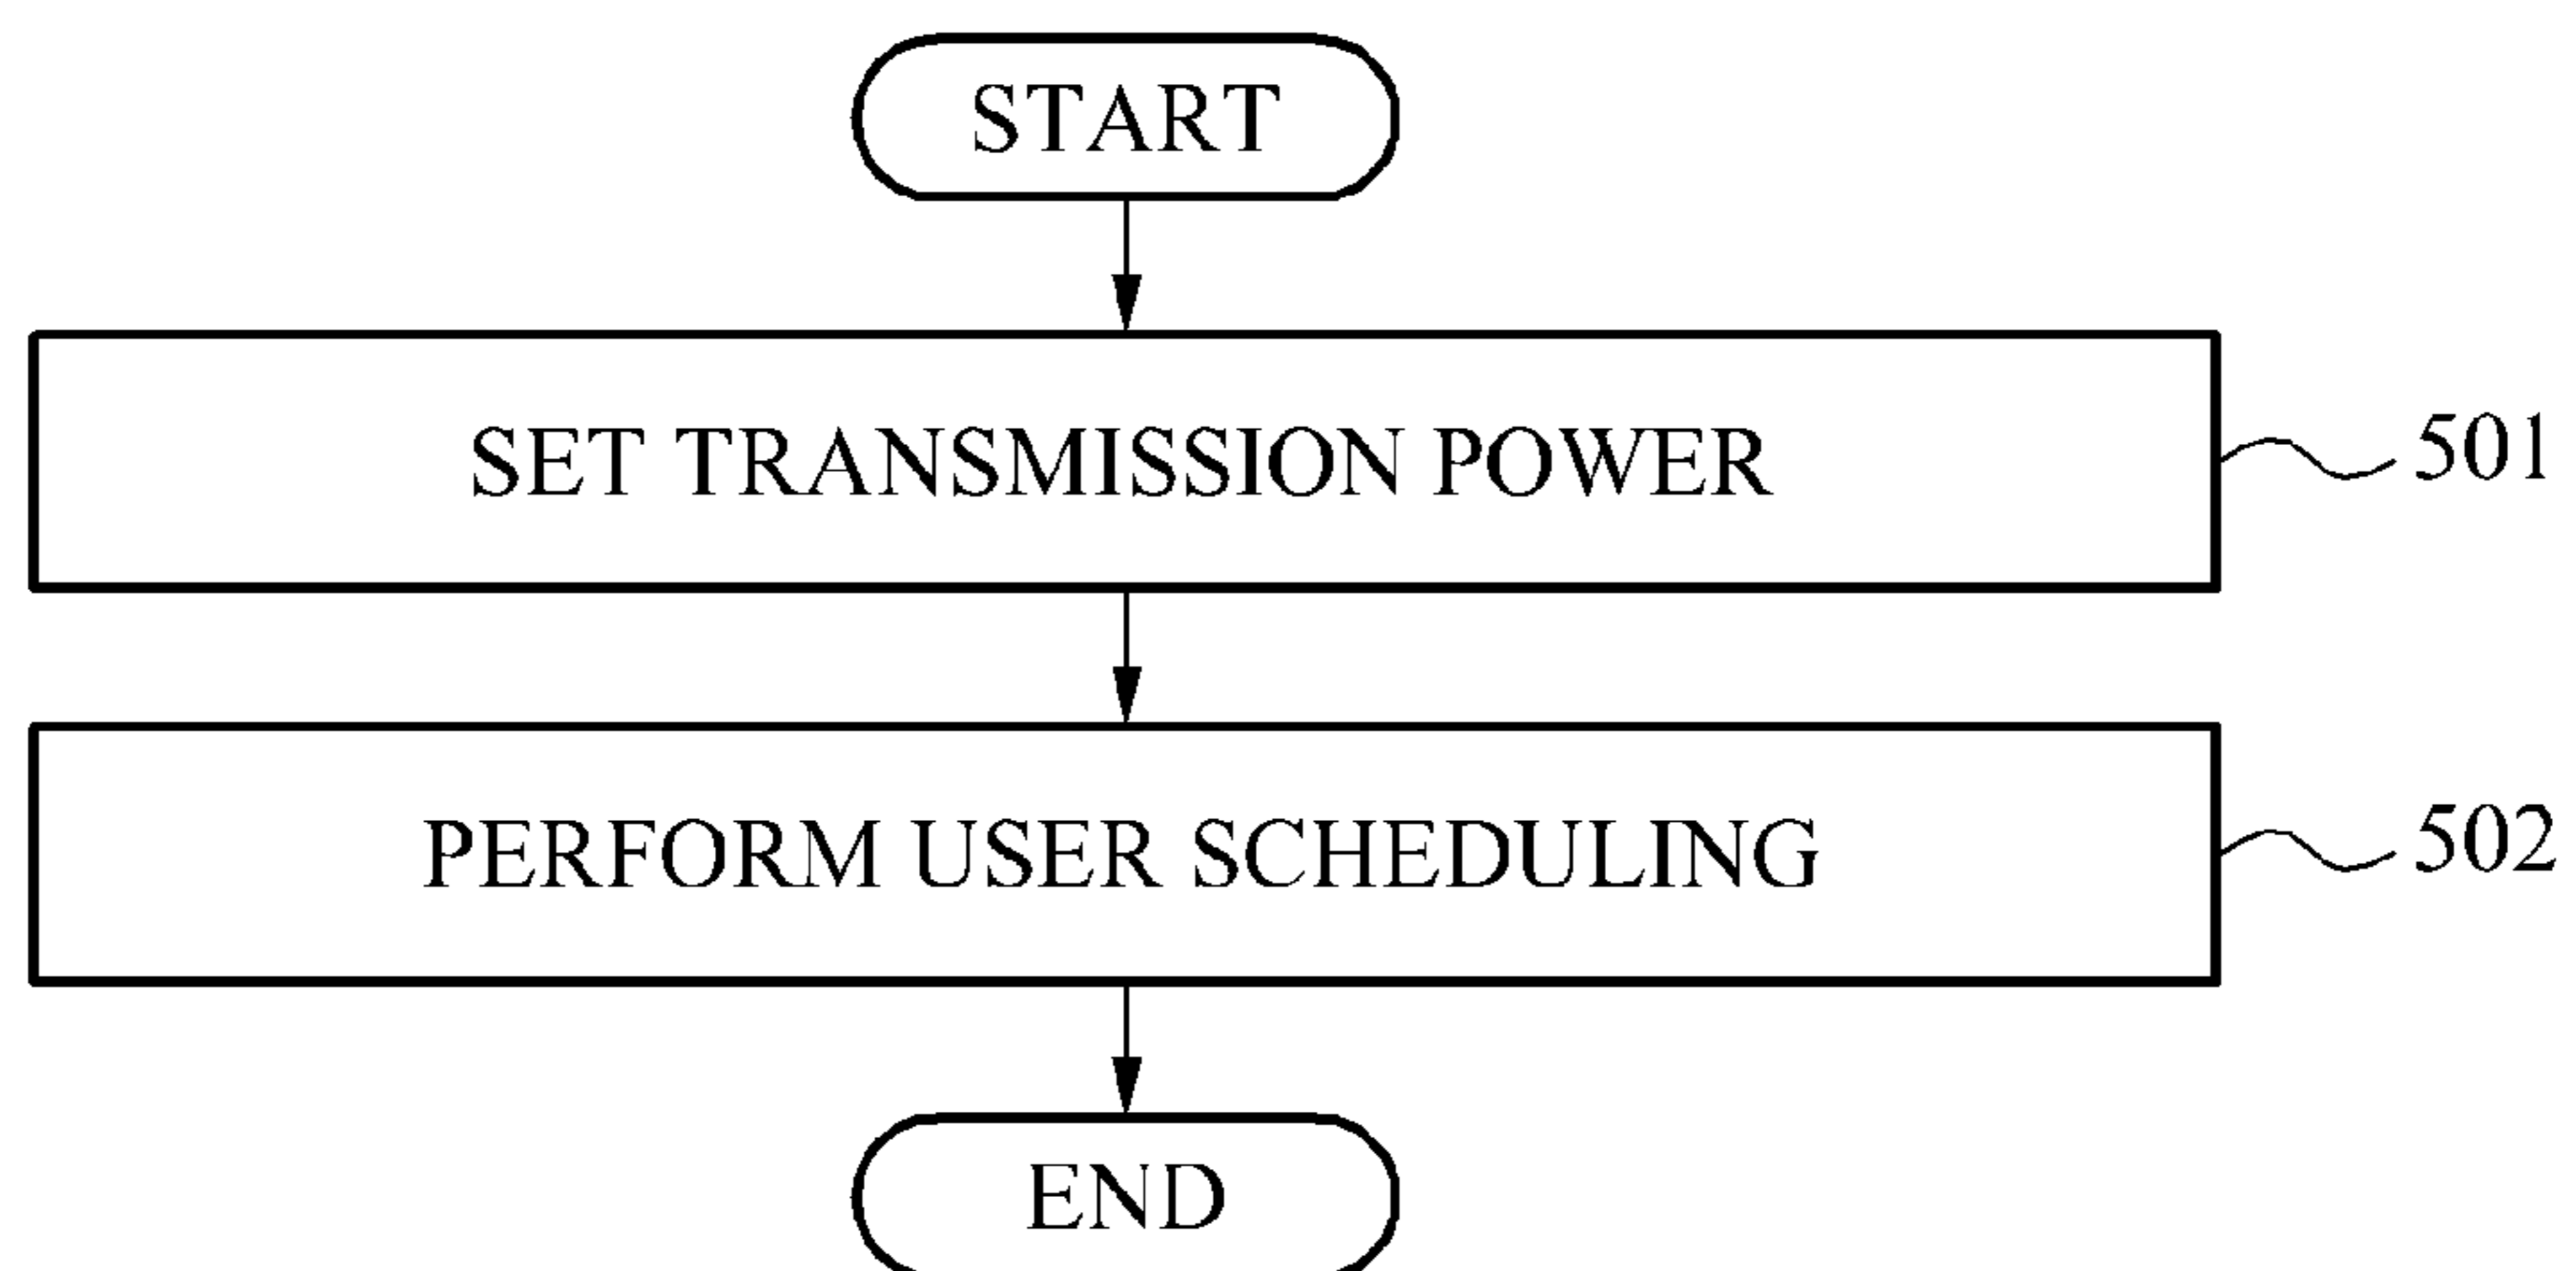 START
SET TRANSMISSION POWER
501
PERFORM USER SCHEDULING
502
END